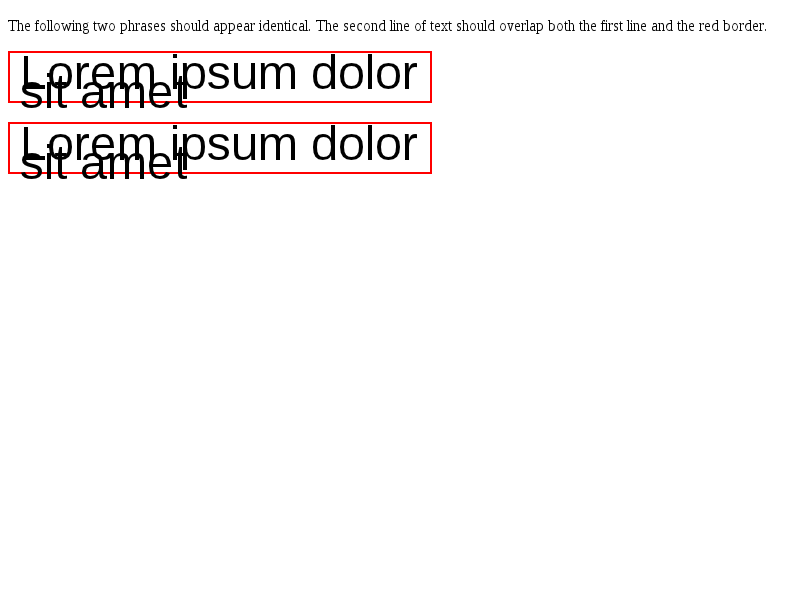 The following two phrases should appear identical. The second line of text should overlap both the first line and the red border.
Lorem ipsum dolor
sit amet
Lorem ipsum dolor
sit amet